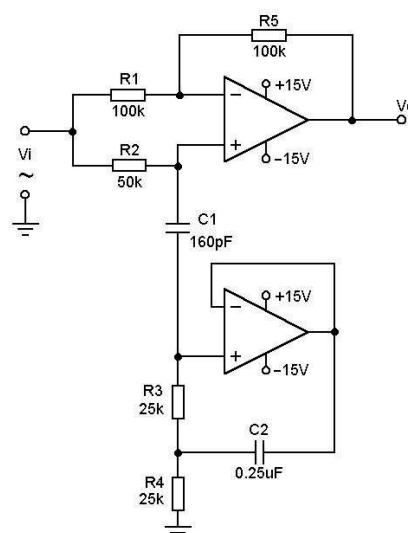 R5
100k
R1
100k
+15V
−
Vo
Vi
~
R2
50k
+
−15V
C1
160pF
+15V
−
+
−15V
R3
25k
C2
0.25uF
R4
25k